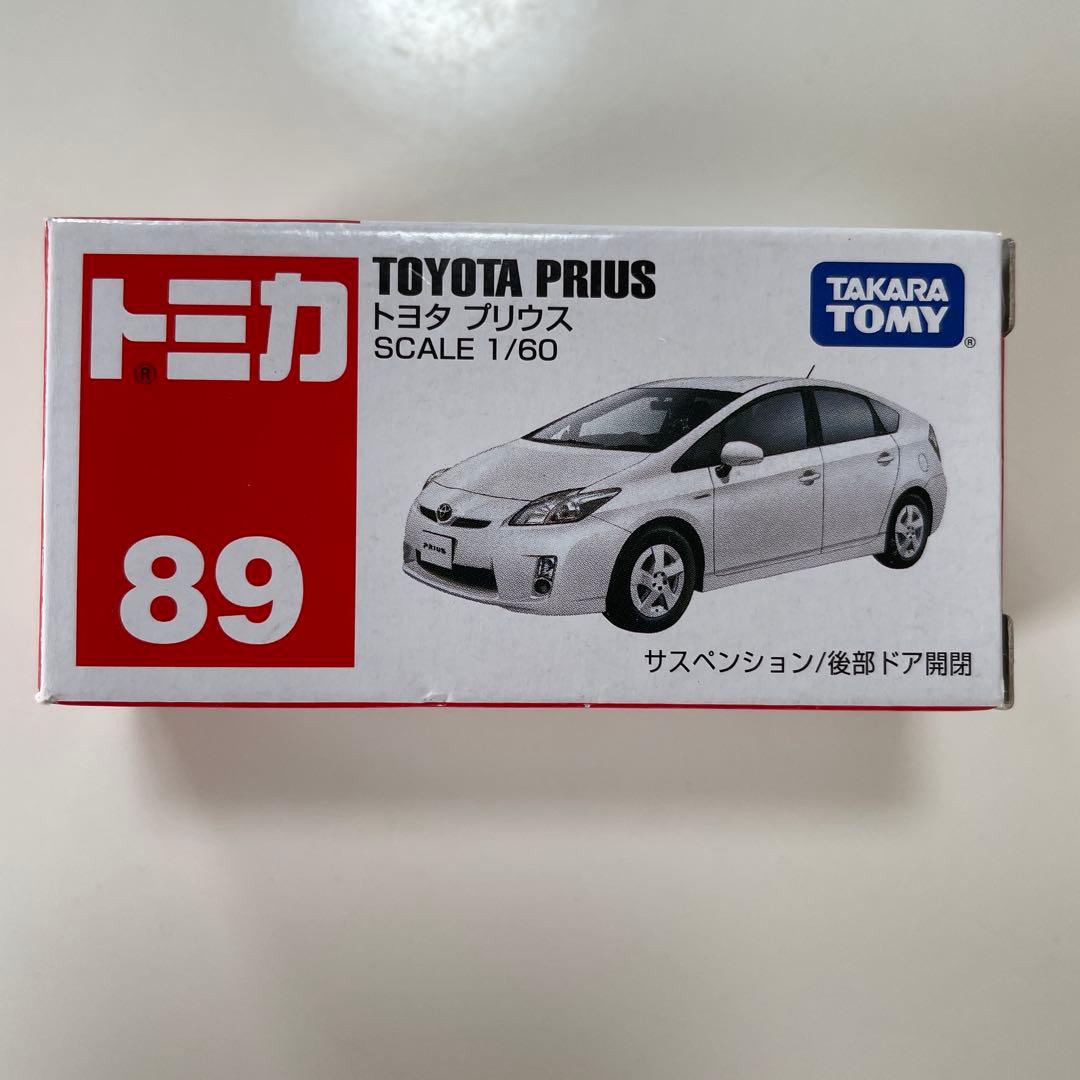 トミカ
®
89
TOYOTA PRIUS
トヨタ プリウス
SCALE 1/60
TAKARA
TOMY
®
PRIUS
サスペンション/後部ドア開閉